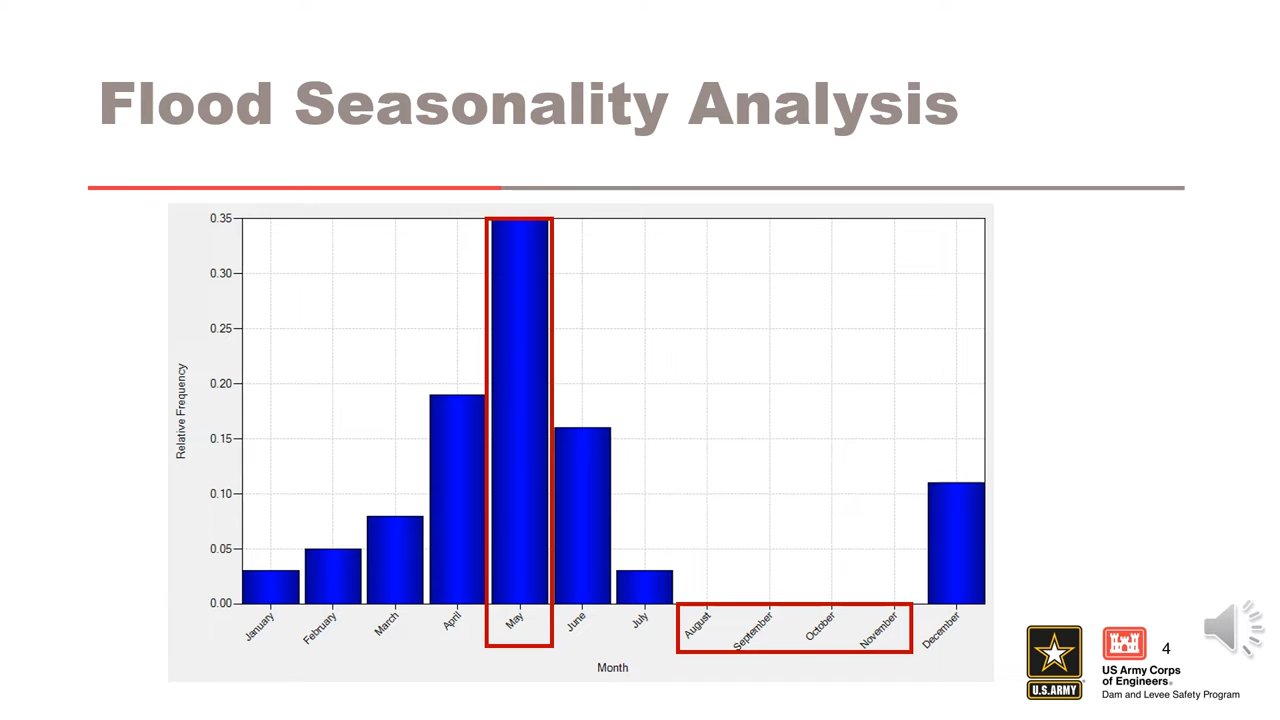 Flood Seasonality Analysis
0.35
0.30
0.25
0.20
0.15
0.10
0.05
0.00
Relative Frequency
January
February
March
April
May
June
July
August
September
October
November
December
Month
U.S.ARMY
4
US Army Corps
of Engineers®
Dam and Levee Safety Program